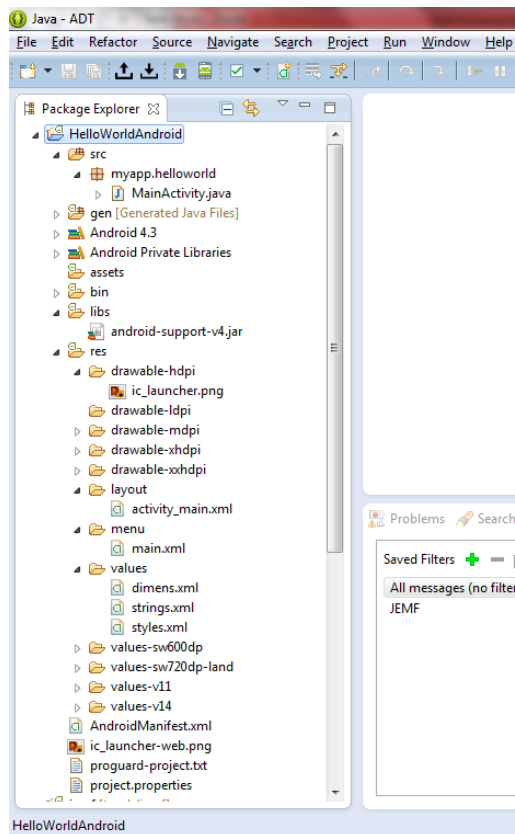 Java - ADT
File Edit Refactor Source Navigate Search Project Run Window Help
Package Explorer
HelloWorldAndroid
src
myapp.helloworld
MainActivity.java
gen [Generated Java Files]
Android 4.3
Android Private Libraries
assets
bin
libs
android-support-v4.jar
res
drawable-hdpi
ic_launcher.png
drawable-ldpi
drawable-mdpi
drawable-xhdpi
drawable-xxhdpi
layout
activity_main.xml
menu
main.xml
values
dimens.xml
strings.xml
styles.xml
values-sw600dp
values-sw720dp-land
values-v11
values-v14
AndroidManifest.xml
ic_launcher-web.png
proguard-project.txt
project.properties
Problems Search
Saved Filters
All messages (no filter
JEMF
HelloWorldAndroid